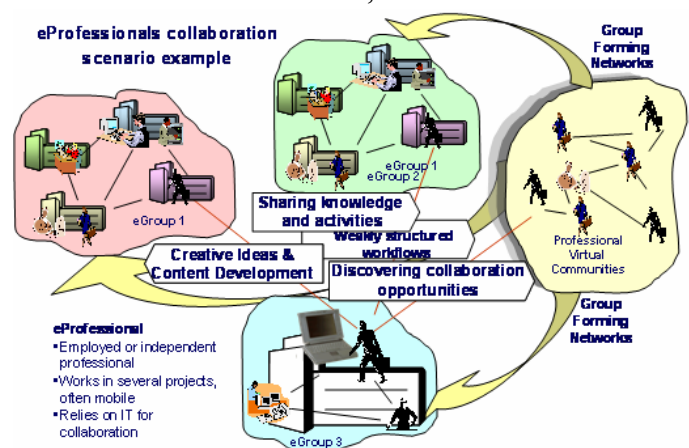 eProfessionals collaboration
scenario example
Group
Forming
Networks
eGroup 1
eGroup 1
eGroup 2
Sharing knowledge
and activities
Weakly structured
workflows
Creative Ideas &
Content Development
Discovering collaboration
opportunities
Professional
Virtual
Communities
Group
Forming
Networks
eProfessional
•Employed or independent
professional
•Works in several projects,
often mobile
•Relies on IT for
collaboration
eGroup 3